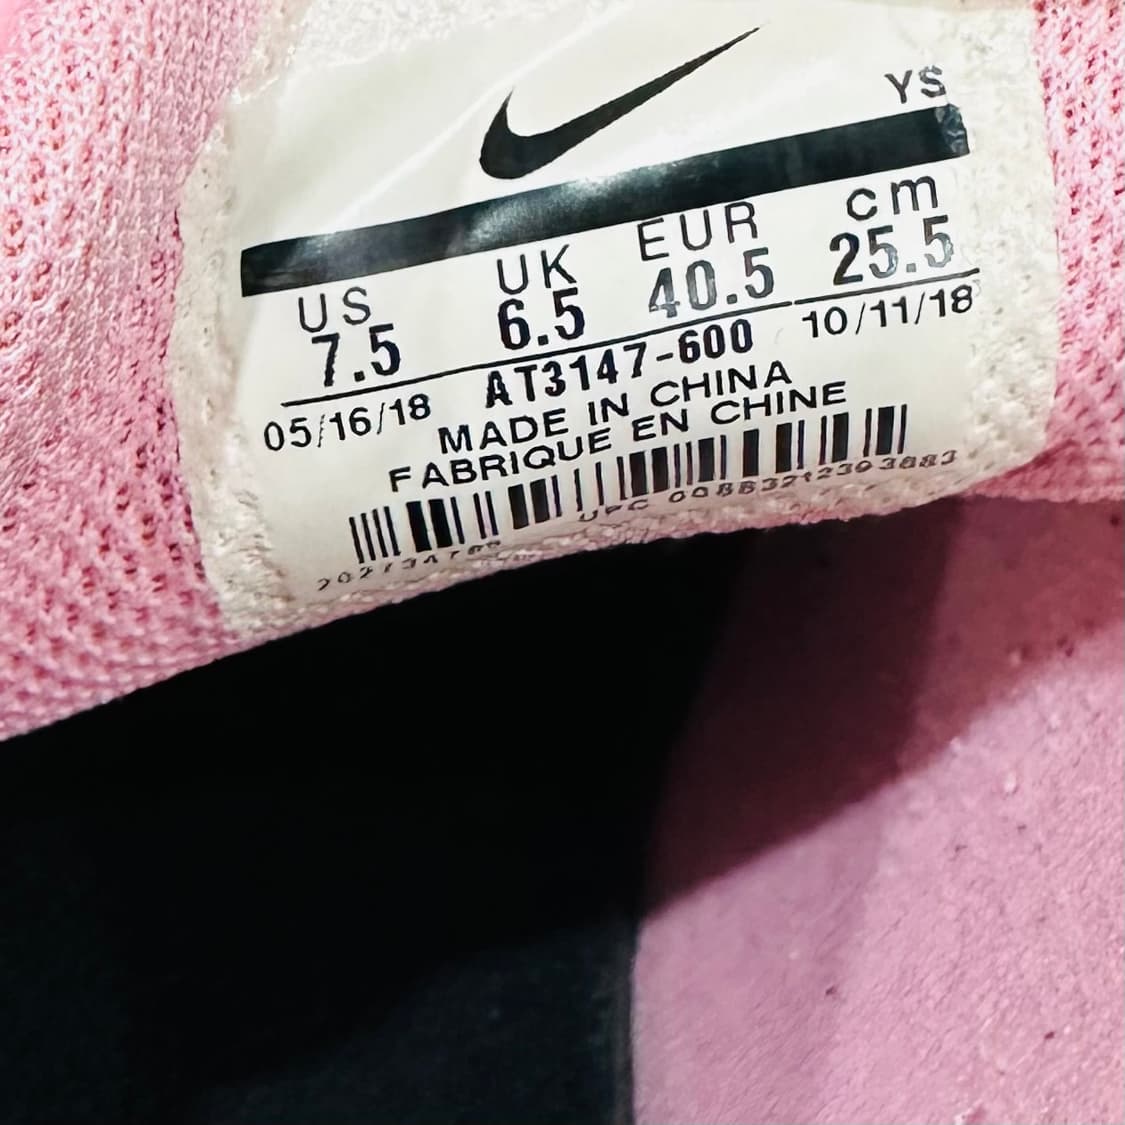 YS
US UK EUR cm
7.5 6.5 40.5 25.5
05/16/18 AT3147-600 10/11/18
MADE IN CHINA
FABRIQUE EN CHINE
UPC